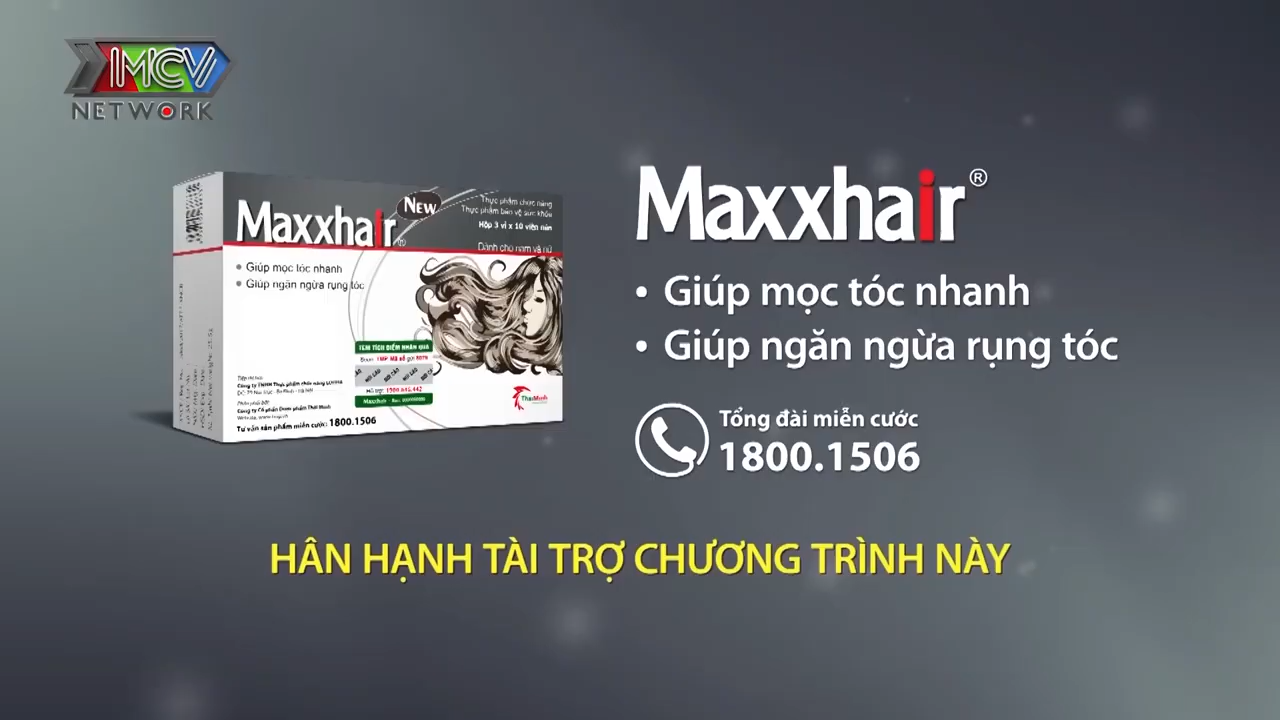 MCV
NETWORK
Maxxhair
NEW
Thực phẩm chức năng
Thực phẩm bảo vệ sức khỏe
Hộp 3 vỉ x 10 viên nén
Dành cho nam và nữ
Giúp mọc tóc nhanh
Giúp ngăn ngừa rụng tóc
TEM TÍCH ĐIỂM NHẬN QUÀ
Tư vấn sản phẩm miễn cước: 1800.1506
Maxxhair®
• Giúp mọc tóc nhanh
• Giúp ngăn ngừa rụng tóc
Tổng đài miễn cước
1800.1506
HÂN HẠNH TÀI TRỢ CHƯƠNG TRÌNH NÀY